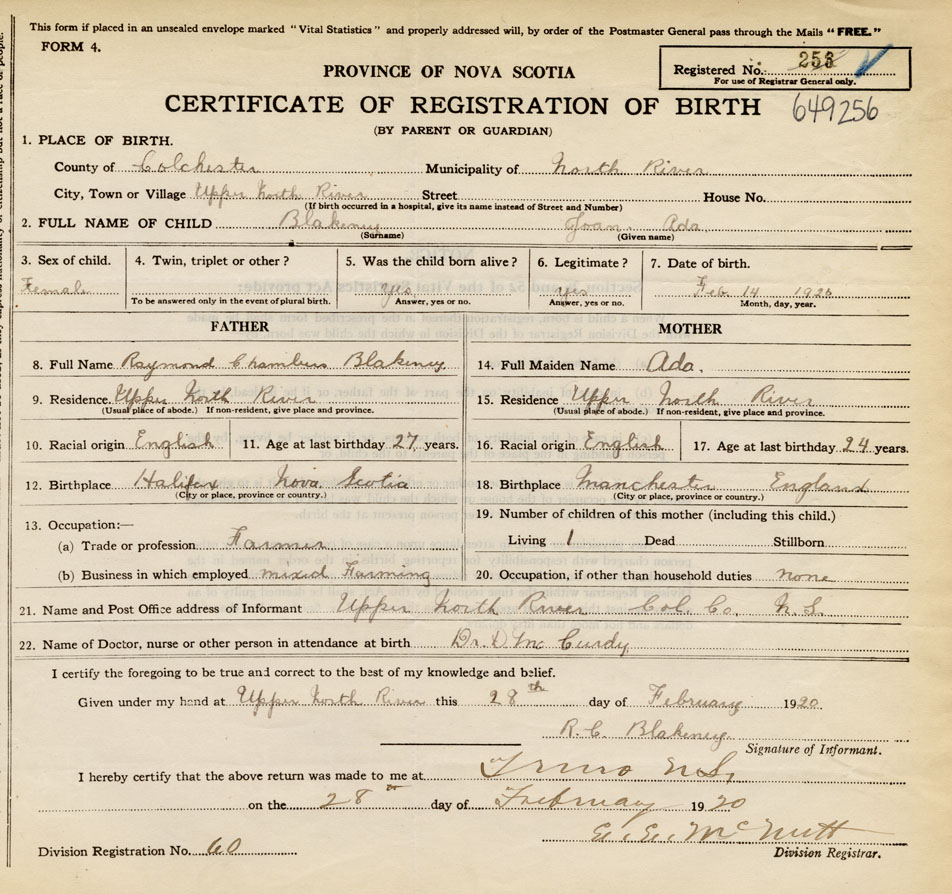 This form if placed in an unsealed envelope marked "Vital Statistics" and properly addressed will, by order of the Postmaster General pass through the Mails "FREE."
FORM 4.
Registered No. 253
For use of Registrar General only.
PROVINCE OF NOVA SCOTIA
CERTIFICATE OF REGISTRATION OF BIRTH 649256
(BY PARENT OR GUARDIAN)
1. PLACE OF BIRTH.
County of Colchester Municipality of North River
City, Town or Village Upper North River Street House No.
(If birth occurred in a hospital, give its name instead of Street and Number)
2. FULL NAME OF CHILD Blakeney Joan Ada
(Surname) (Given name)
3. Sex of child. 4. Twin, triplet or other? 5. Was the child born alive? 6. Legitimate? 7. Date of birth.
Female yes yes Feb 14 1920
To be answered only in the event of plural birth. Answer, yes or no. Answer, yes or no. Month, day, year.
FATHER MOTHER
8. Full Name Raymond Chambers Blakeney 14. Full Maiden Name Ada.
9. Residence. Upper North River 15. Residence Upper North River
(Usual place of abode.) If non-resident, give place and province. (Usual place of abode.) If non-resident, give place and province.
10. Racial origin English 11. Age at last birthday 27 years. 16. Racial origin English 17. Age at last birthday 24 years.
12. Birthplace Halifax Nova Scotia 18. Birthplace Manchester England
(City or place, province or country.) (City or place, province or country.)
13. Occupation:— 19. Number of children of this mother (including this child.)
(a) Trade or profession Farmer Living 1 Dead Stillborn
(b) Business in which employed mixed Farming 20. Occupation, if other than household duties none
21. Name and Post Office address of Informant Upper North River Col. Co. N.S.
22. Name of Doctor, nurse or other person in attendance at birth Dr. D McCurdy
I certify the foregoing to be true and correct to the best of my knowledge and belief.
Given under my hand at Upper North River this 28th day of February 1920.
R. C. Blakeney
Signature of Informant.
I hereby certify that the above return was made to me at Truro N.S.
on the 28th day of February 1920
E. E. McNutt
Division Registration No. 60 Division Registrar.